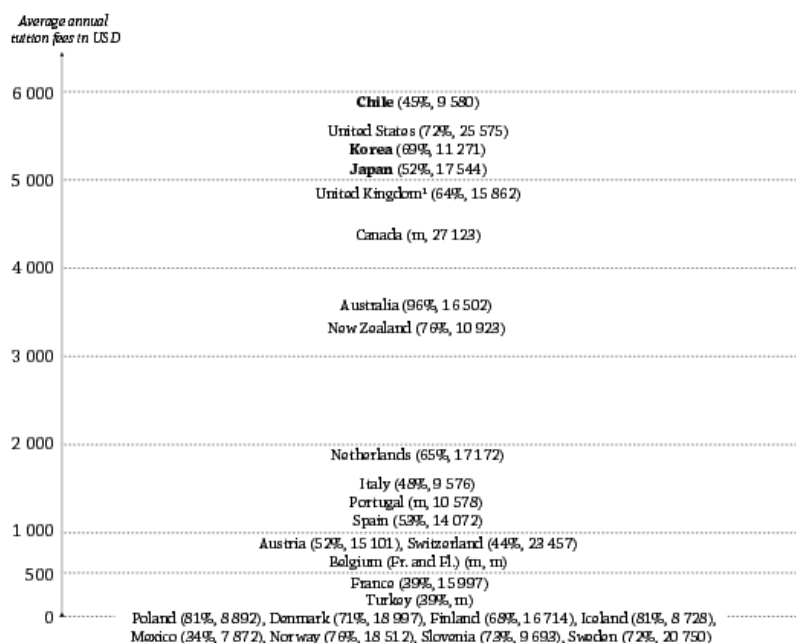 Average annual
tuition fees in USD
6 000
Chile (45%, 9 580)
United States (72%, 25 575)
Korea (69%, 11 271)
Japan (52%, 17 544)
5 000
United Kingdom¹ (64%, 15 862)
Canada (m, 27 123)
4 000
Australia (96%, 16 502)
New Zealand (76%, 10 923)
3 000
2 000
Netherlands (65%, 17 172)
Italy (48%, 9 576)
Portugal (m, 10 578)
Spain (53%, 14 072)
1 000
Austria (52%, 15 101), Switzerland (44%, 23 457)
Belgium (Fr. and Fl.) (m, m)
500
France (39%, 15 997)
Turkey (39%, m)
0
Poland (81%, 8 892), Denmark (71%, 18 997), Finland (68%, 16 714), Iceland (81%, 8 728),
Mexico (34%, 7 872), Norway (76%, 18 512), Slovenia (73%, 9 693), Sweden (72%, 20 750)